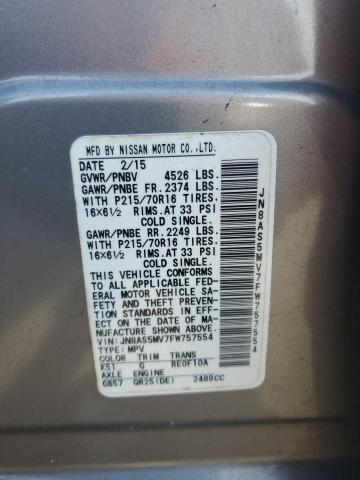 MFD BY NISSAN MOTOR CO.,LTD.
DATE 2/15
GVWR/PNBV 4526 LBS.
GAWR/PNBE FR. 2374 LBS.
WITH P215/70R16 TIRES,
16X6½ RIMS.AT 33 PSI
COLD SINGLE.
GAWR/PNBE RR. 2249 LBS.
WITH P215/70R16 TIRES,
16X6½ RIMS.AT 33 PSI
COLD SINGLE.
THIS VEHICLE CONFORMS
TO ALL APPLICABLE FED-
ERAL MOTOR VEHICLE SA-
FETY AND THEFT PREVEN-
TION STANDARDS IN EFFE-
CT ON THE DATE OF MA-
NUFACTURE SHOWN ABOVE.
VIN: JN8AS5MV7FW757554
TYPE: MPV
COLOR TRIM TRANS
K51 G RE0F10A
AXLE ENGINE
GB57 QR25(DE) 2488CC
JN8AS5MV7FW757554